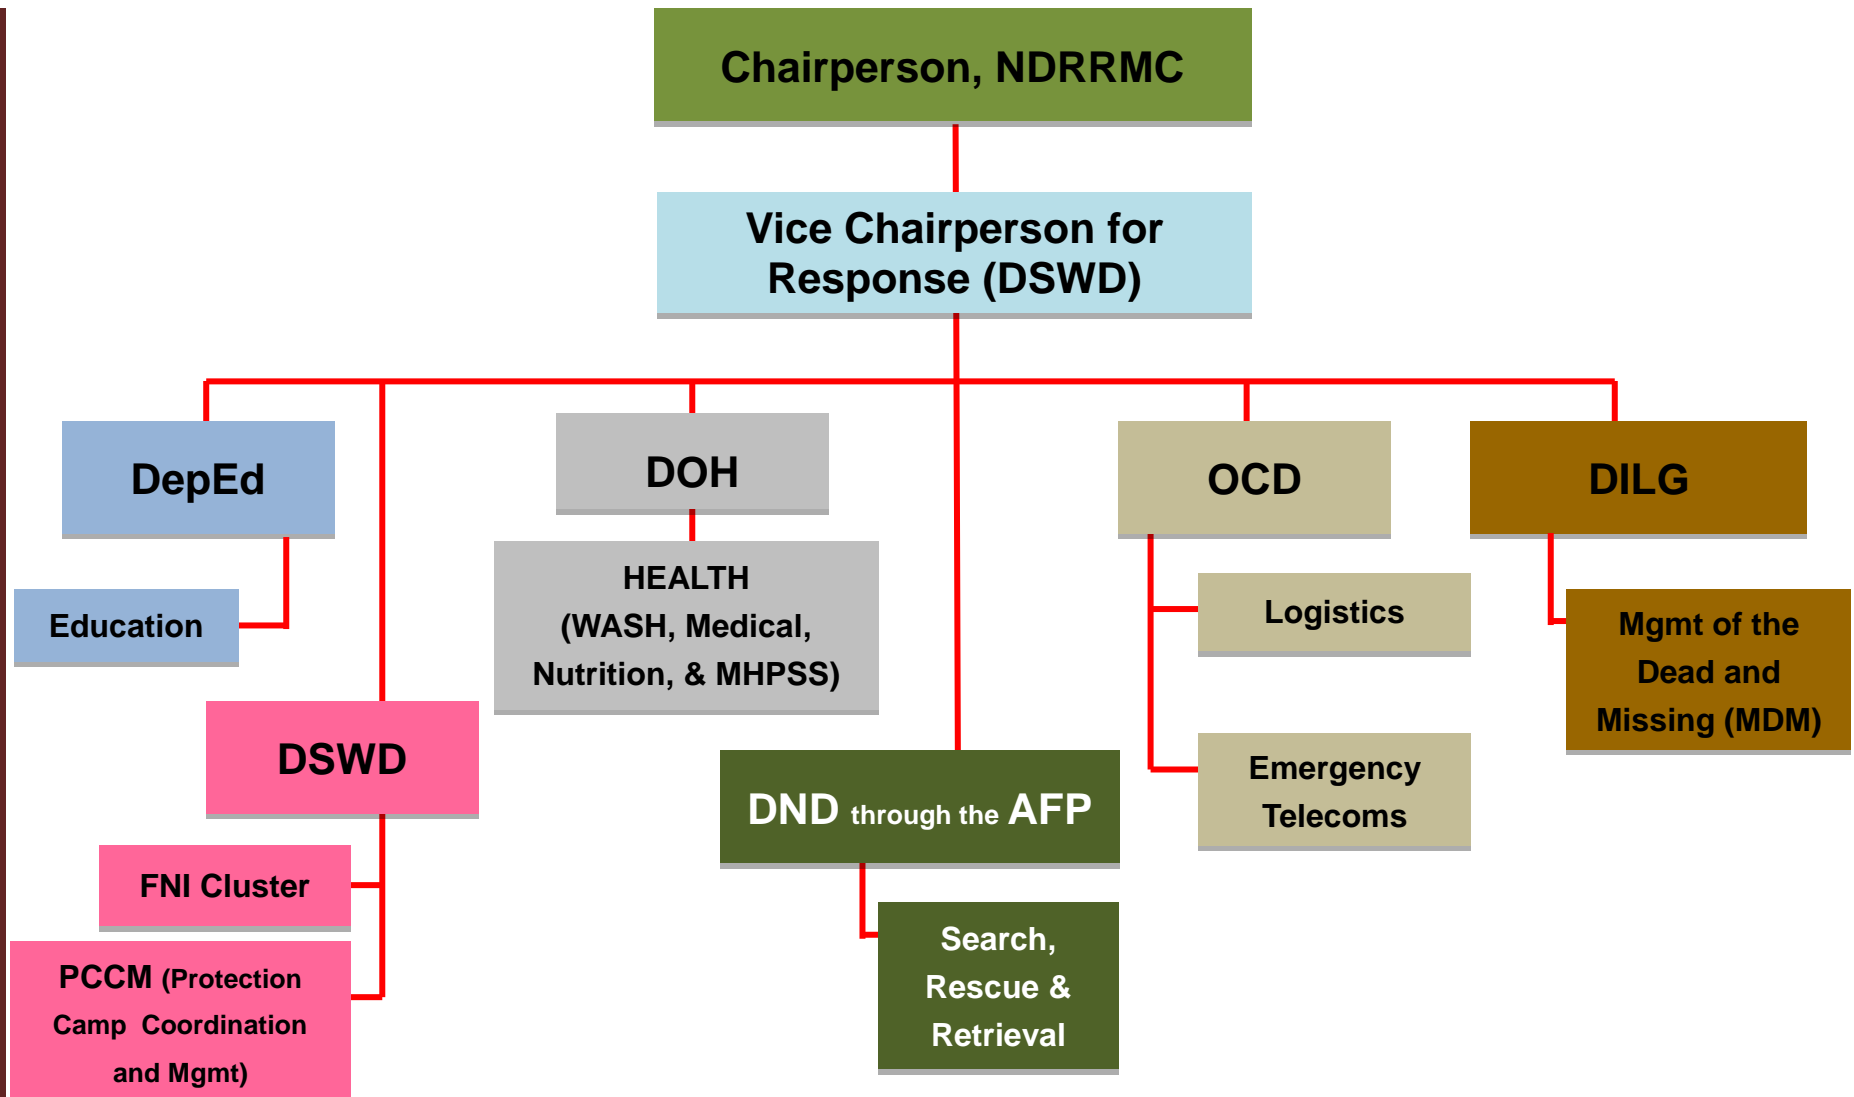 Chairperson, NDRRMC
Vice Chairperson for
Response (DSWD)
DepEd
Education
DSWD
FNI Cluster
PCCM (Protection
Camp Coordination
and Mgmt)
DOH
HEALTH
(WASH, Medical,
Nutrition, & MHPSS)
DND through the AFP
Search,
Rescue &
Retrieval
OCD
Logistics
Emergency
Telecoms
DILG
Mgmt of the
Dead and
Missing (MDM)